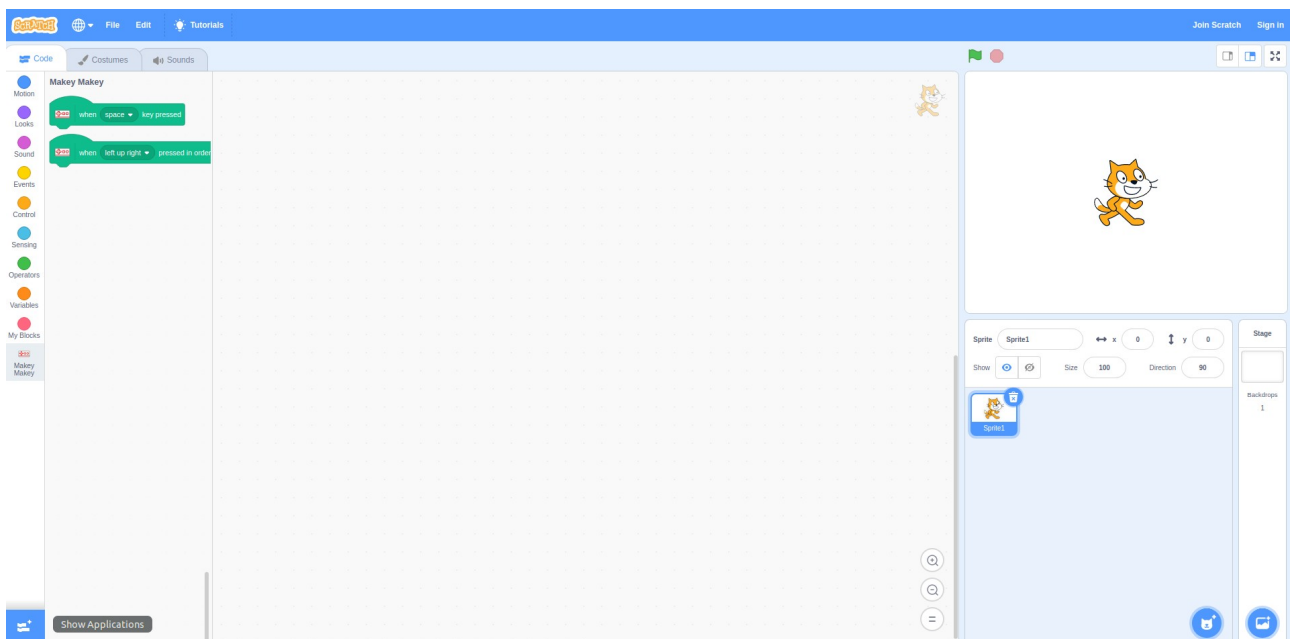 SCRATCH File Edit Tutorials Join Scratch Sign in
Code Costumes Sounds
Motion
Looks
Sound
Events
Control
Sensing
Operators
Variables
My Blocks
Makey
Makey
Makey Makey
when space key pressed
when left up right pressed in order
Sprite Sprite1 x 0 y 0
Show Size 100 Direction 90
Sprite1
Stage
Backdrops
1
Show Applications